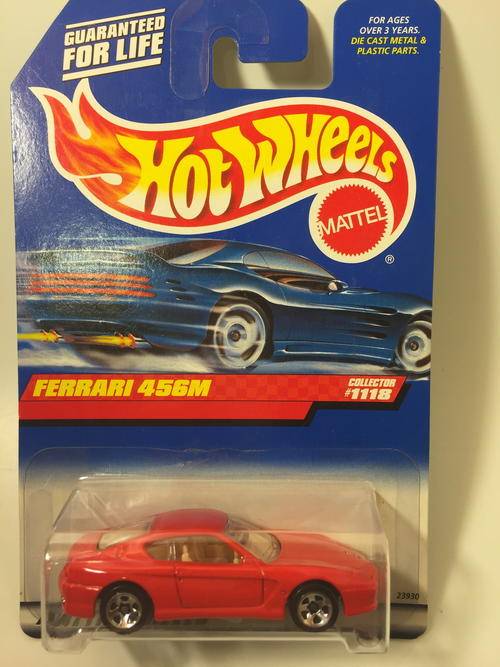 GUARANTEED
FOR LIFE
FOR AGES
OVER 3 YEARS.
DIE CAST METAL &
PLASTIC PARTS.
HOT WHEELS
MATTEL
®
FERRARI 456M
COLLECTOR
#1118
23930